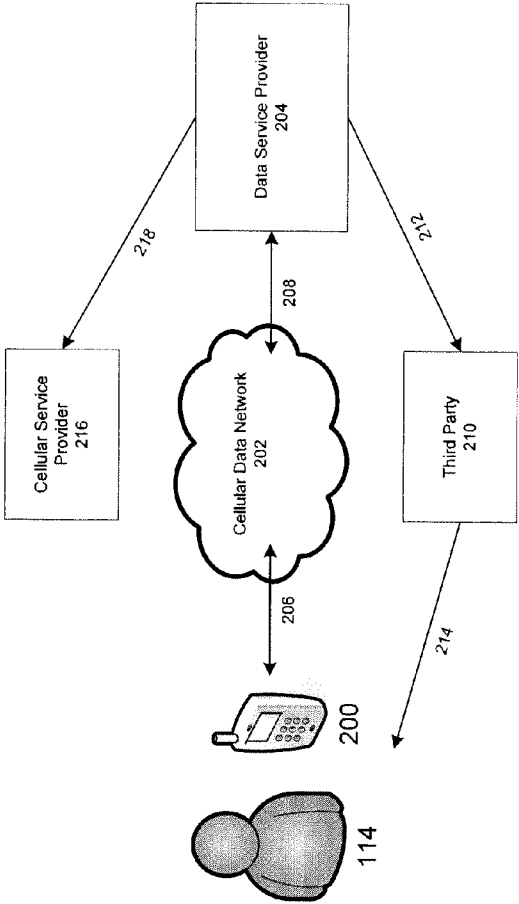 Cellular Service
Provider
216
218
Data Service Provider
204
Cellular Data Network
202
208
206
200
114
212
Third Party
210
214